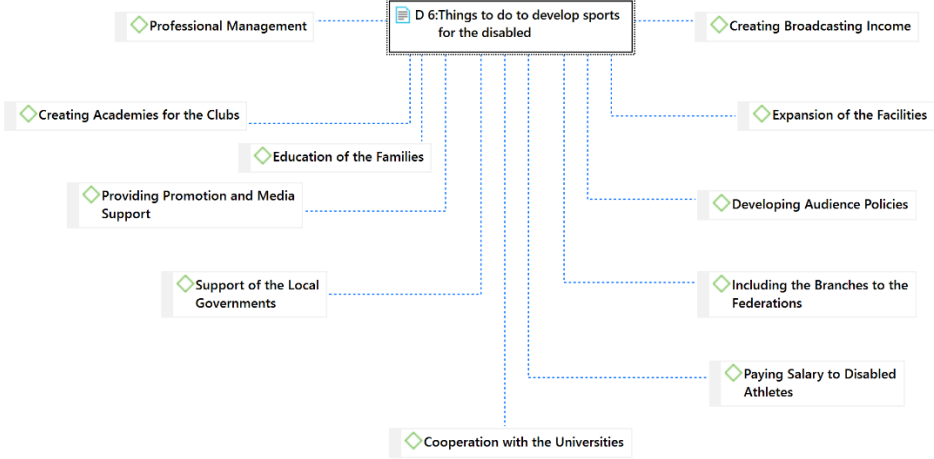 D 6:Things to do to develop sports
for the disabled
Professional Management
Creating Broadcasting Income
Creating Academies for the Clubs
Expansion of the Facilities
Education of the Families
Providing Promotion and Media
Support
Developing Audience Policies
Support of the Local
Governments
Including the Branches to the
Federations
Paying Salary to Disabled
Athletes
Cooperation with the Universities